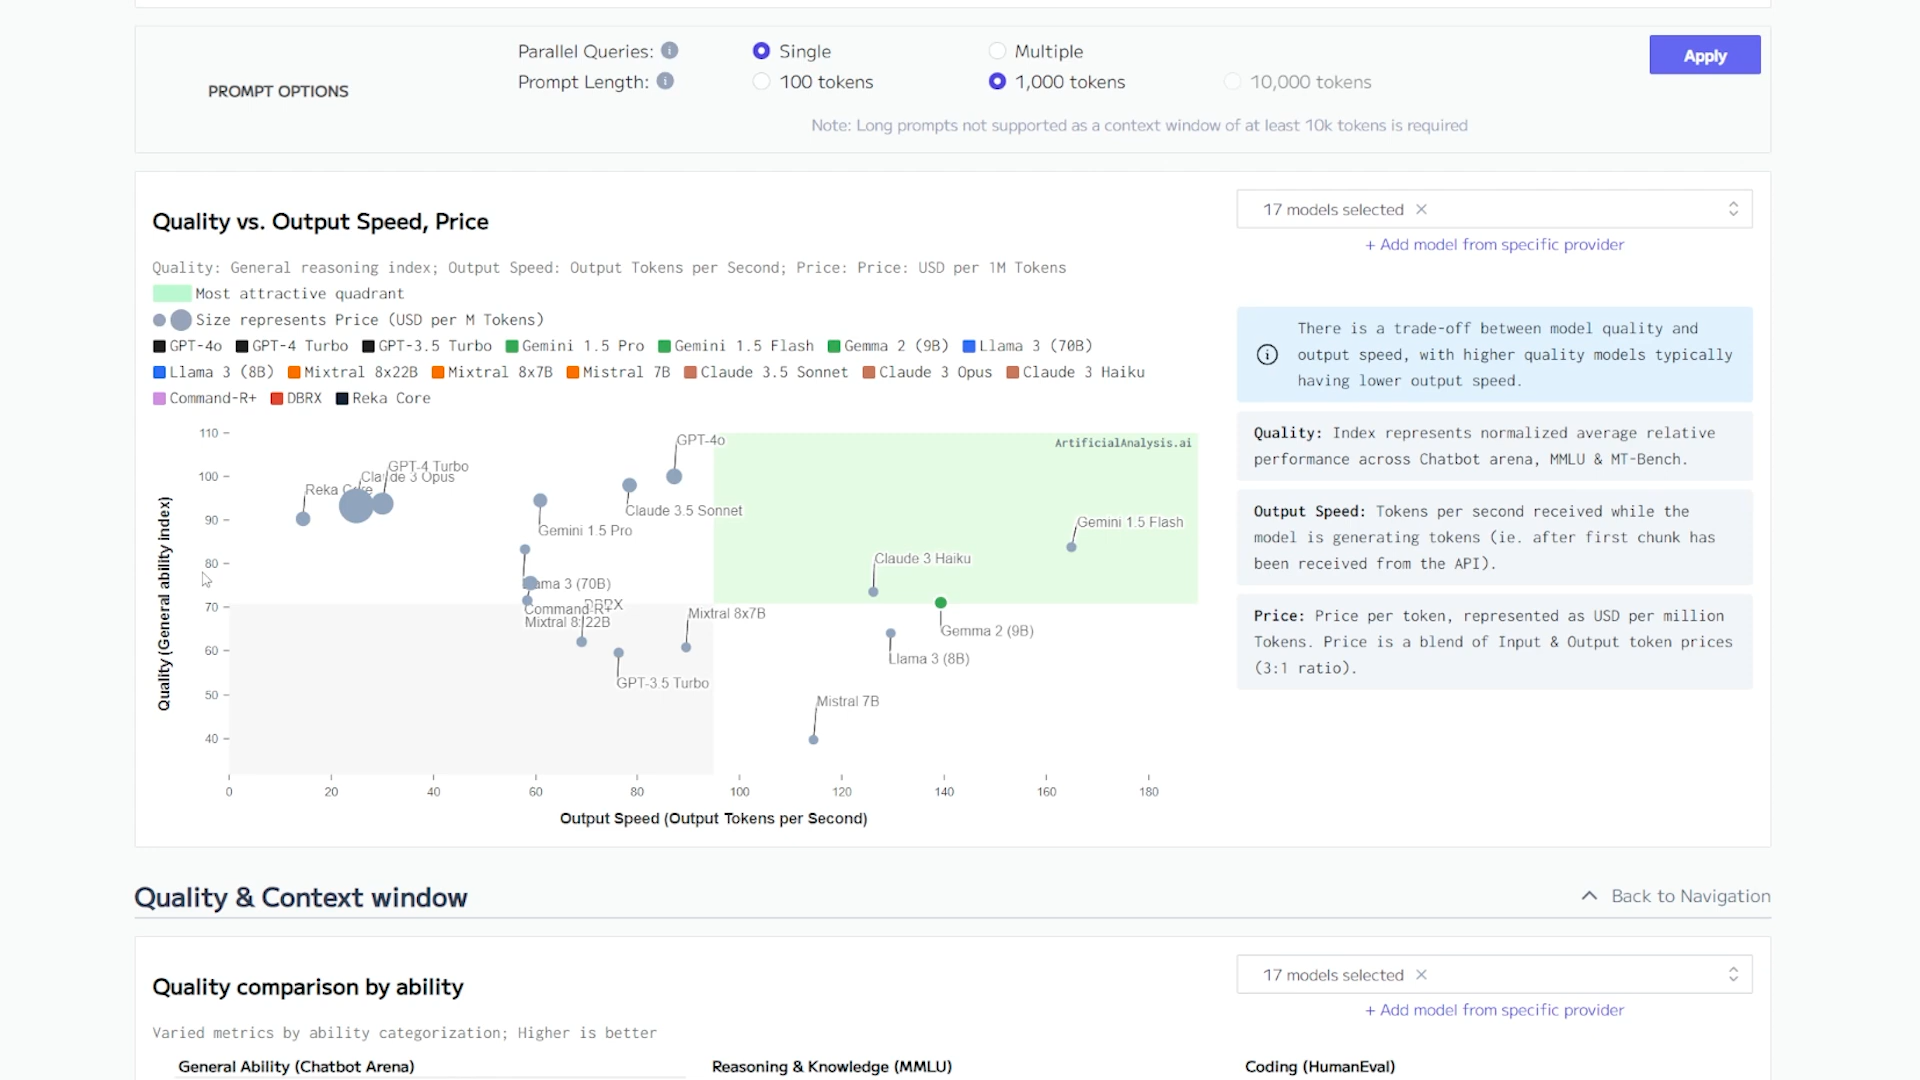 PROMPT OPTIONS
Parallel Queries:
Single
Multiple
Prompt Length:
100 tokens
1,000 tokens
10,000 tokens
Note: Long prompts not supported as a context window of at least 10k tokens is required
Apply
Quality vs. Output Speed, Price
Quality: General reasoning index; Output Speed: Output Tokens per Second; Price: Price: USD per 1M Tokens
Most attractive quadrant
Size represents Price (USD per M Tokens)
GPT-4o GPT-4 Turbo GPT-3.5 Turbo Gemini 1.5 Pro Gemini 1.5 Flash Gemma 2 (9B) Llama 3 (70B)
Llama 3 (8B) Mixtral 8x22B Mixtral 8x7B Mistral 7B Claude 3.5 Sonnet Claude 3 Opus Claude 3 Haiku
Command-R+ DBRX Reka Core
Quality (General ability index)
110
100
90
80
70
60
50
40
ArtificialAnalysis.ai
GPT-4o
GPT-4 Turbo
Claude 3 Opus
Reka Core
Claude 3.5 Sonnet
Gemini 1.5 Pro
Gemini 1.5 Flash
Claude 3 Haiku
Llama 3 (70B)
DBRX
Command-R+
Mixtral 8x22B
Mixtral 8x7B
Gemma 2 (9B)
Llama 3 (8B)
GPT-3.5 Turbo
Mistral 7B
0 20 40 60 80 100 120 140 160 180
Output Speed (Output Tokens per Second)
17 models selected
+ Add model from specific provider
There is a trade-off between model quality and
output speed, with higher quality models typically
having lower output speed.
Quality: Index represents normalized average relative
performance across Chatbot arena, MMLU & MT-Bench.
Output Speed: Tokens per second received while the
model is generating tokens (ie. after first chunk has
been received from the API).
Price: Price per token, represented as USD per million
Tokens. Price is a blend of Input & Output token prices
(3:1 ratio).
Quality & Context window
Back to Navigation
Quality comparison by ability
17 models selected
+ Add model from specific provider
Varied metrics by ability categorization; Higher is better
General Ability (Chatbot Arena)
Reasoning & Knowledge (MMLU)
Coding (HumanEval)